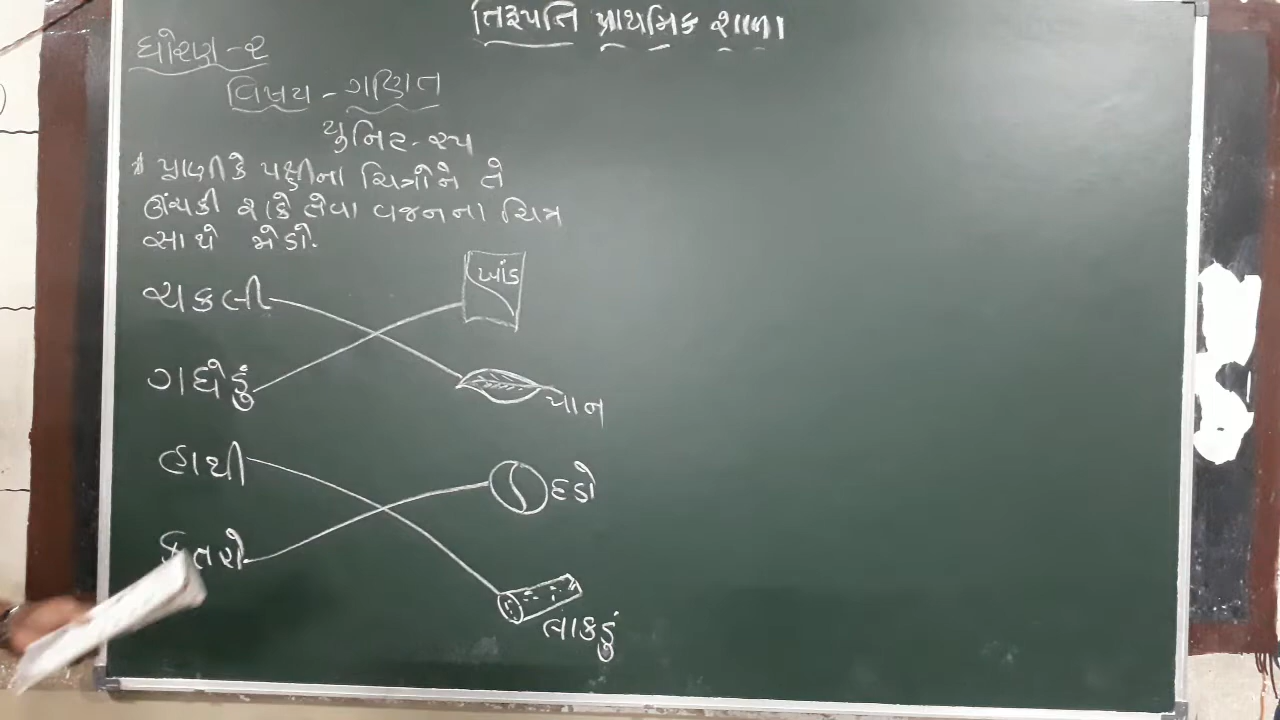 તિરૂપતિ પ્રાથમિક શાળા
ધોરણ-૨
વિષય - ગણિત
યુનિટ-૨૫
* પ્રાણી કે પક્ષીના ચિત્રોને તે
ઊંચકી શકે તેવા વજનના ચિત્ર
સાથે જોડો.
ચકલી
ખાંડ
ગધેડું
પાન
હાથી
દડો
કુતરો
લાકડું